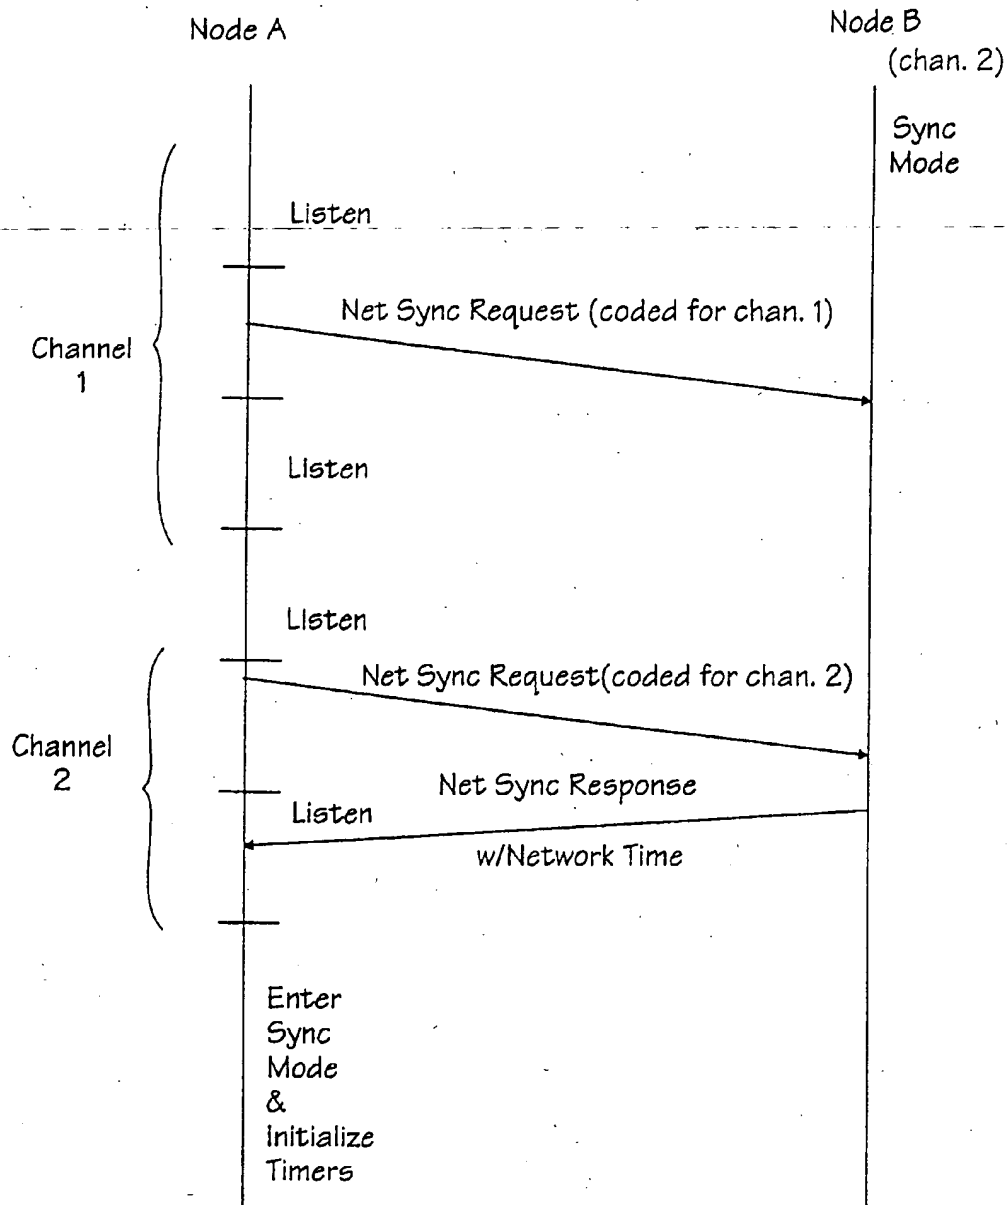 Node A
Node B
(chan. 2)
Sync
Mode
Listen
Net Sync Request (coded for chan. 1)
Channel
1
Listen
Listen
Net Sync Request(coded for chan. 2)
Channel
2
Net Sync Response
Listen
w/Network Time
Enter
Sync
Mode
&
Initialize
Timers